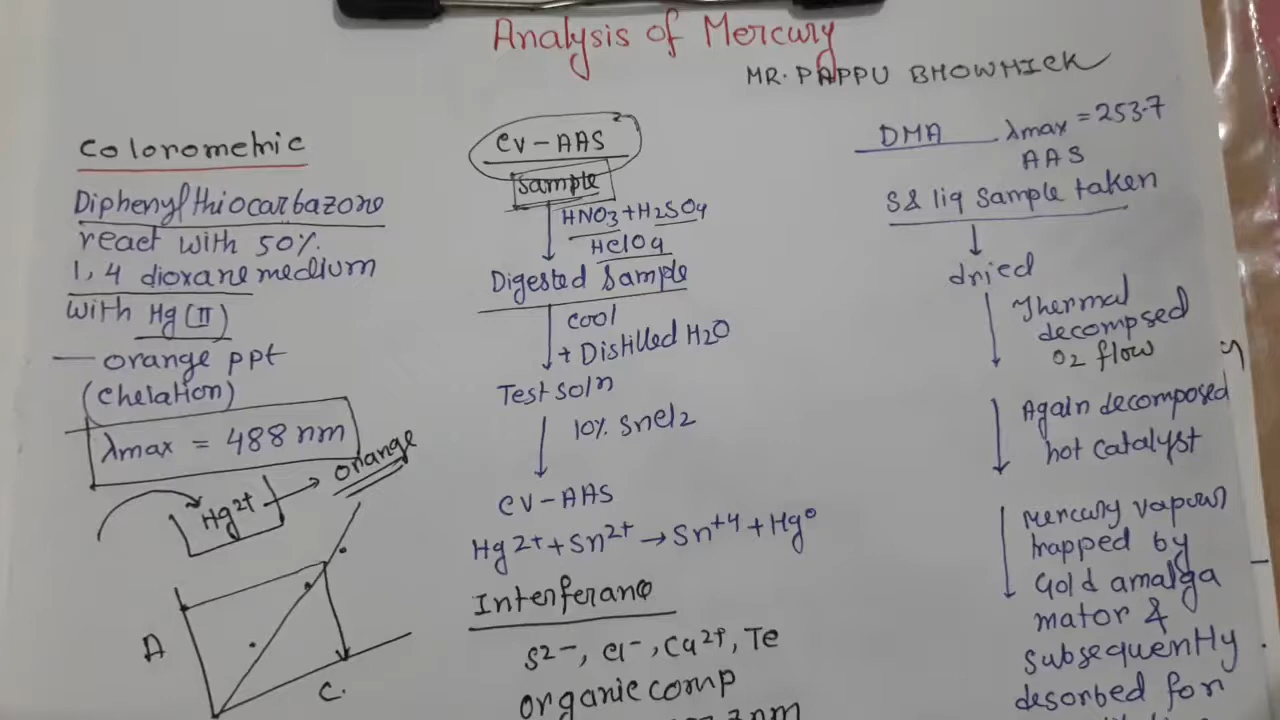 Analysis of Mercury
MR. PAPPU BHOWMICK
Colorometric
Diphenylthiocarbazone
react with 50%
1,4 dioxane medium
with Hg(II)
— orange ppt
(chelation)
λmax = 488 nm
Hg2+ → orange
A
C.
CV-AAS
Sample
HNO3+H2SO4
HClO4
Digested Sample
Cool
+ Distilled H2O
Test soln
10% SnCl2
CV-AAS
Hg2+ + Sn2+ → Sn+4 + Hg0
Interferance
S2-, Cl-, Cu2+, Te
organic comp
nm
DMA λmax = 253.7
AAS
S & liq sample taken
dried
Thermal
decompsed
O2 flow
Again decomposed
hot catalyst
Mercury vapour
trapped by
Gold amalga
mator &
subsequently
desorbed for